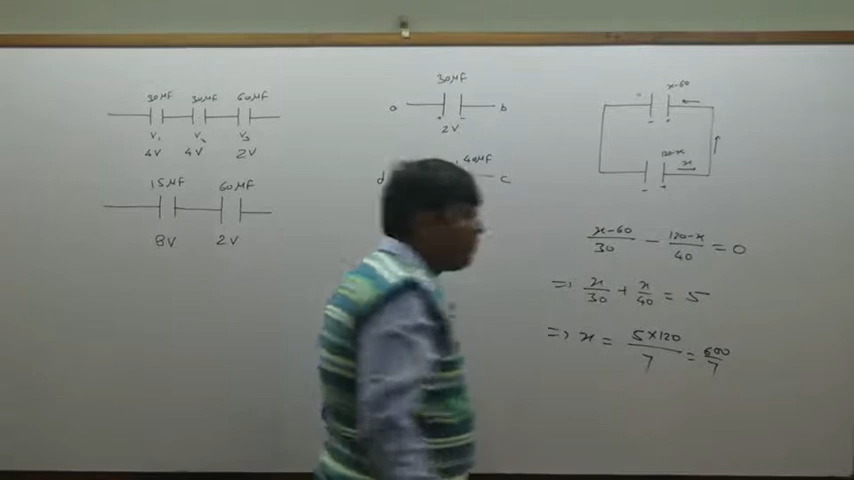 30μF 30μF 60μF
V₁ V₂ V₃
4V 4V 2V
15μF 60μF
8V 2V
30μF
a b
+ -
2V
40μF
d c
x-60
- +
120-x
x
- +
x-60/30 - 120-x/40 = 0
=> x/30 + x/40 = 5
=> x = 5×120/7 = 600/7